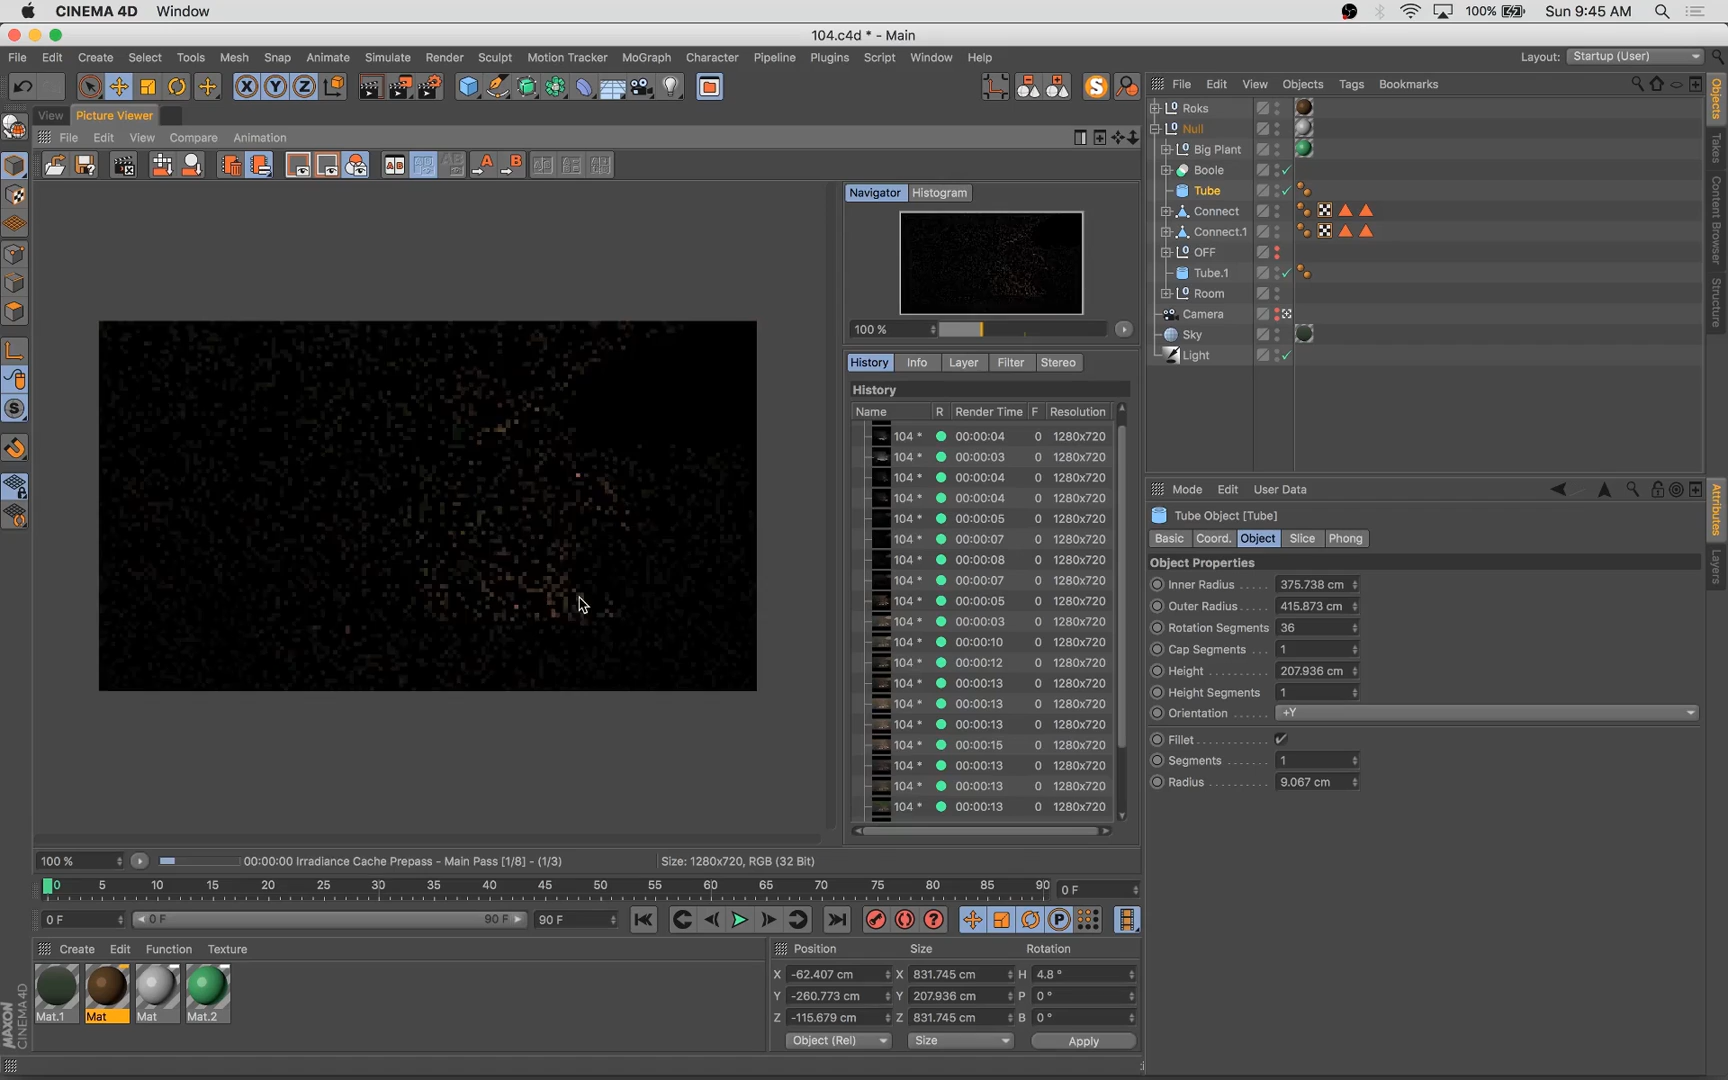 CINEMA 4D Window 100% Sun 9:45 AM
104.c4d * - Main
File Edit Create Select Tools Mesh Snap Animate Simulate Render Sculpt Motion Tracker MoGraph Character Pipeline Plugins Script Window Help Layout: Startup (User)
X Y Z S
File Edit View Objects Tags Bookmarks
View Picture Viewer
File Edit View Compare Animation
AB AB A B
Roks
Null
Big Plant
Boole
Tube
Connect
Connect.1
OFF
Tube.1
Room
Camera
Sky
Light
Objects
Takes
Content Browser
Structure
Navigator Histogram
100 %
History Info Layer Filter Stereo
History
Name R Render Time F Resolution
104 * 00:00:04 0 1280x720
104 * 00:00:03 0 1280x720
104 * 00:00:04 0 1280x720
104 * 00:00:04 0 1280x720
104 * 00:00:05 0 1280x720
104 * 00:00:07 0 1280x720
104 * 00:00:08 0 1280x720
104 * 00:00:07 0 1280x720
104 * 00:00:05 0 1280x720
104 * 00:00:03 0 1280x720
104 * 00:00:10 0 1280x720
104 * 00:00:12 0 1280x720
104 * 00:00:13 0 1280x720
104 * 00:00:13 0 1280x720
104 * 00:00:13 0 1280x720
104 * 00:00:15 0 1280x720
104 * 00:00:13 0 1280x720
104 * 00:00:13 0 1280x720
104 * 00:00:13 0 1280x720
Mode Edit User Data
Tube Object [Tube]
Basic Coord. Object Slice Phong
Object Properties
Inner Radius 375.738 cm
Outer Radius 415.873 cm
Rotation Segments 36
Cap Segments 1
Height 207.936 cm
Height Segments 1
Orientation +Y
Fillet
Segments 1
Radius 9.067 cm
Attributes
Layers
100 % 00:00:00 Irradiance Cache Prepass - Main Pass [1/8] - (1/3) Size: 1280x720, RGB (32 Bit)
0 5 10 15 20 25 30 35 40 45 50 55 60 65 70 75 80 85 90 0 F
0 F 0 F 90 F 90 F P
Create Edit Function Texture
Mat.1 Mat Mat Mat.2
Position Size Rotation
X -62.407 cm X 831.745 cm H 4.8 °
Y -260.773 cm Y 207.936 cm P 0 °
Z -115.679 cm Z 831.745 cm B 0 °
Object (Rel) Size Apply
MAXON
CINEMA 4D